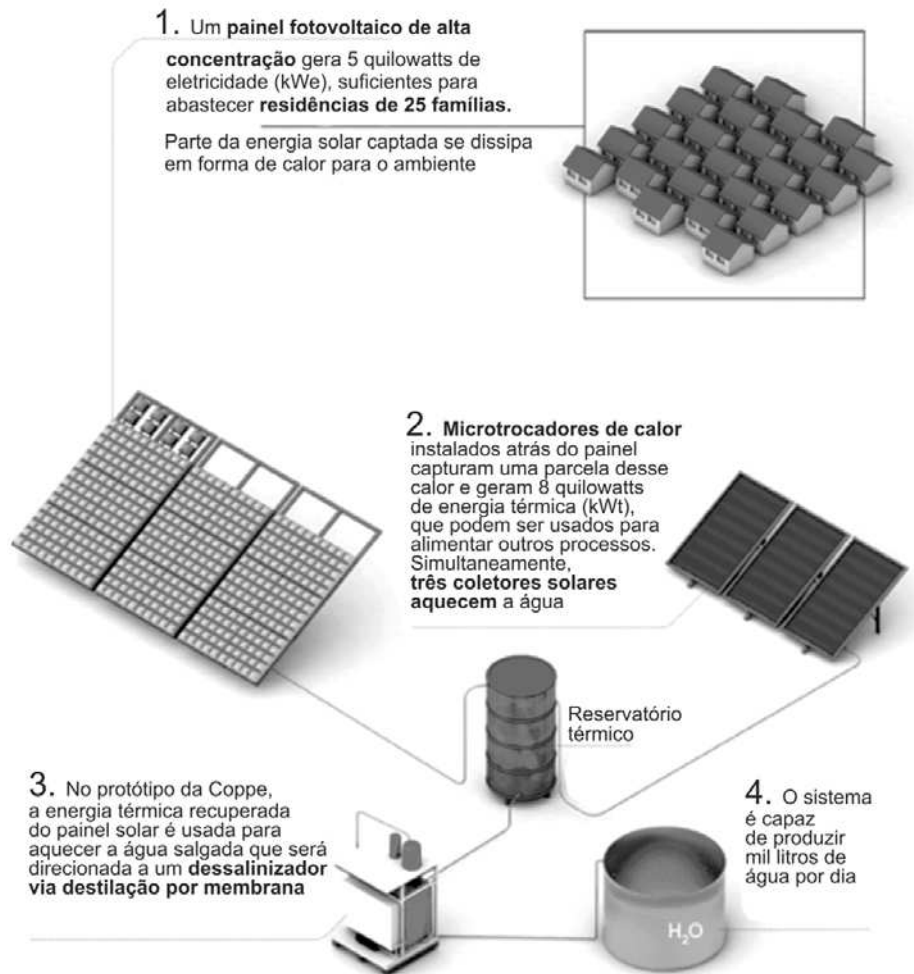 1. Um painel fotovoltaico de alta
concentração gera 5 quilowatts de
eletricidade (kWe), suficientes para
abastecer residências de 25 famílias.
Parte da energia solar captada se dissipa
em forma de calor para o ambiente
2. Microtrocadores de calor
instalados atrás do painel
capturam uma parcela desse
calor e geram 8 quilowatts
de energia térmica (kWt),
que podem ser usados para
alimentar outros processos.
Simultaneamente,
três coletores solares
aquecem a água
Reservatório
térmico
3. No protótipo da Coppe,
a energia térmica recuperada
do painel solar é usada para
aquecer a água salgada que será
direcionada a um dessalinizador
via destilação por membrana
4. O sistema
é capaz
de produzir
mil litros de
água por dia
H₂O